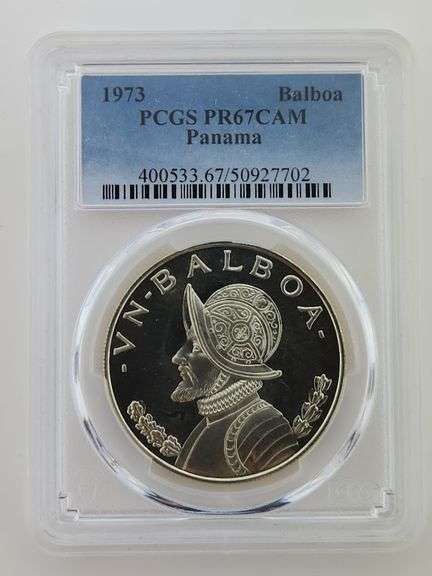 1973 Balboa
PCGS PR67CAM
Panama
400533.67/50927702
-VN-BALBOA-